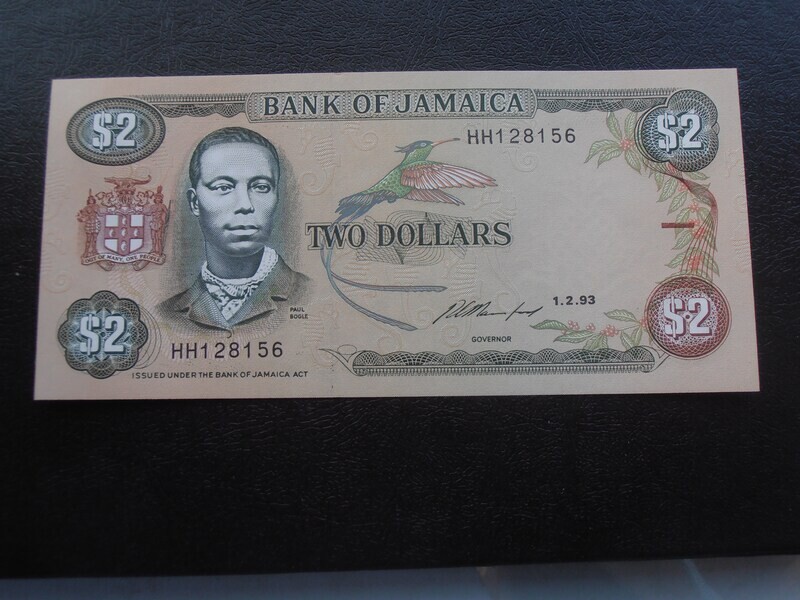 BANK OF JAMAICA
$2
$2
HH128156
OUT OF MANY, ONE PEOPLE
TWO DOLLARS
PAUL
BOGLE
1.2.93
GOVERNOR
$2
$2
HH128156
ISSUED UNDER THE BANK OF JAMAICA ACT